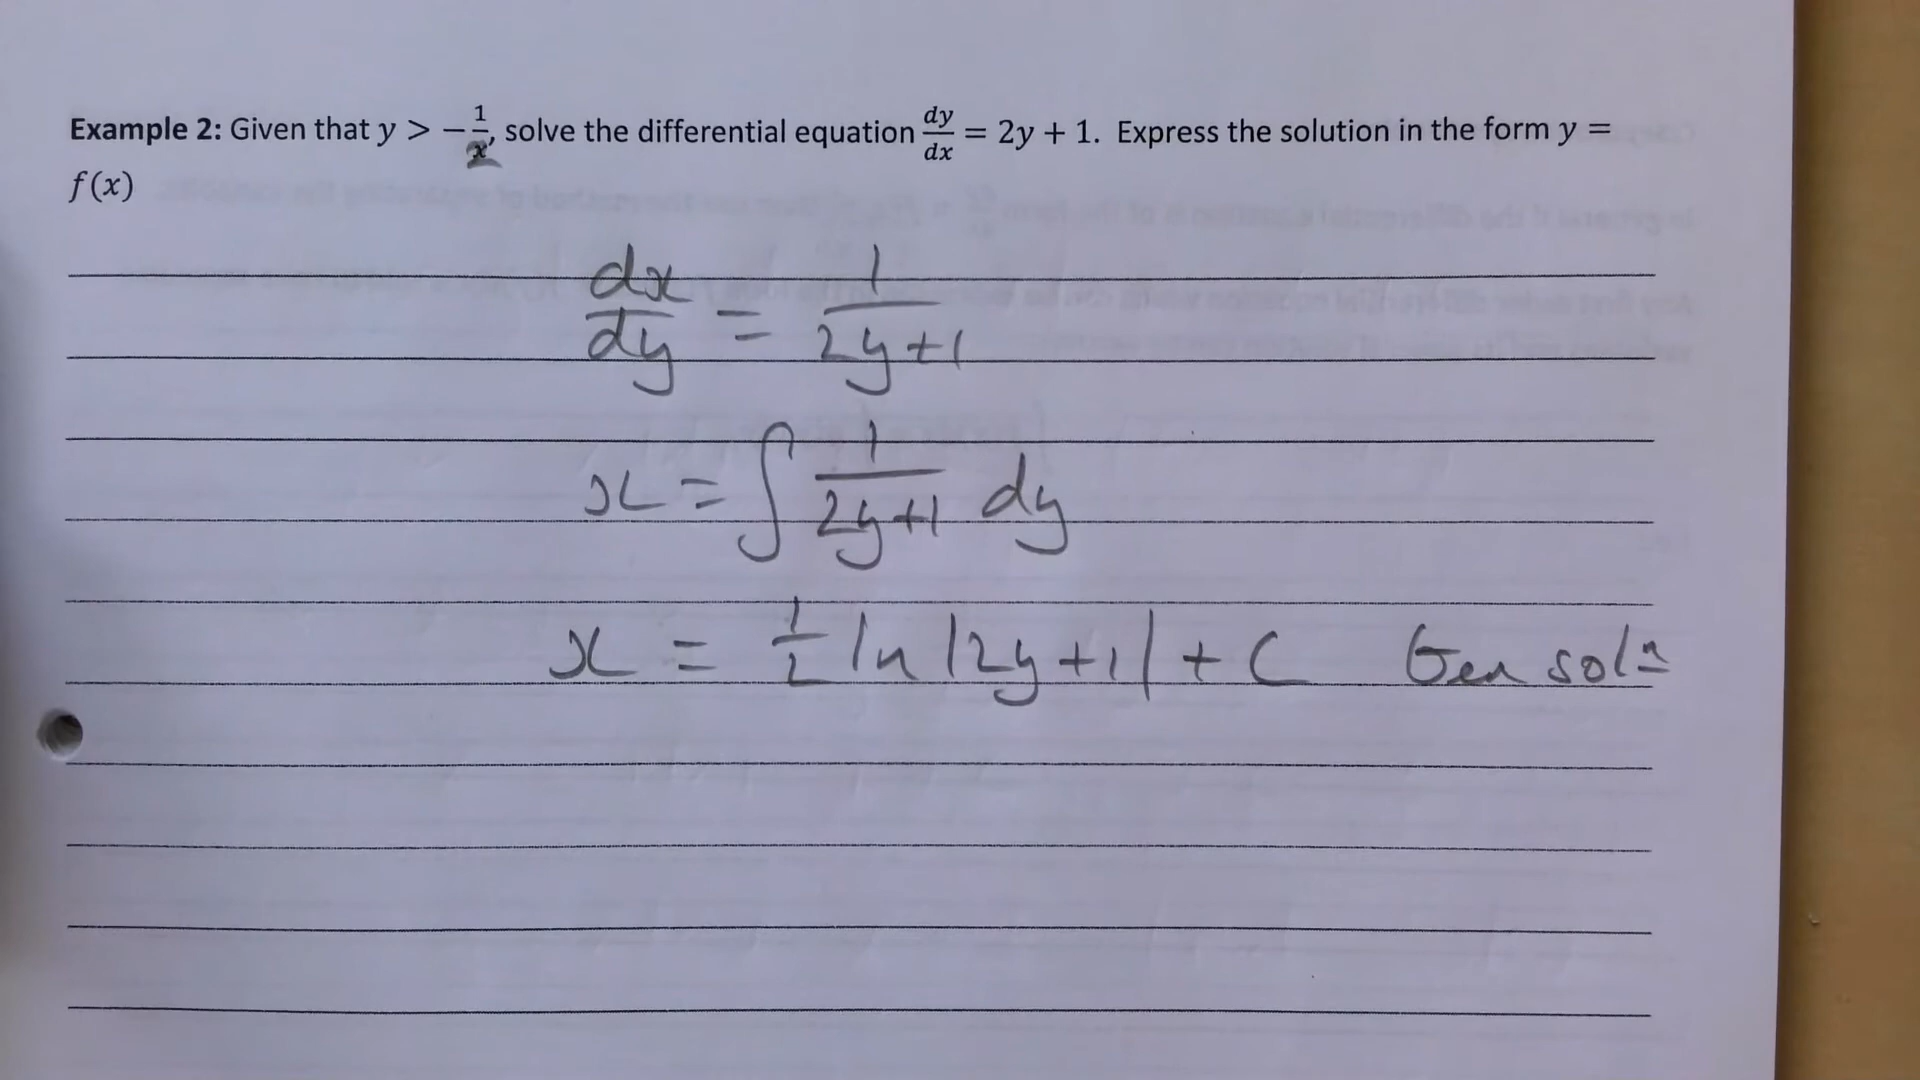 Example 2: Given that y > −1/x, solve the differential equation dy/dx = 2y + 1. Express the solution in the form y =
f(x)
dx/dy = 1/(2y+1)
x = ∫ 1/(2y+1) dy
x = 1/2 ln |2y+1| + C Gen solⁿ